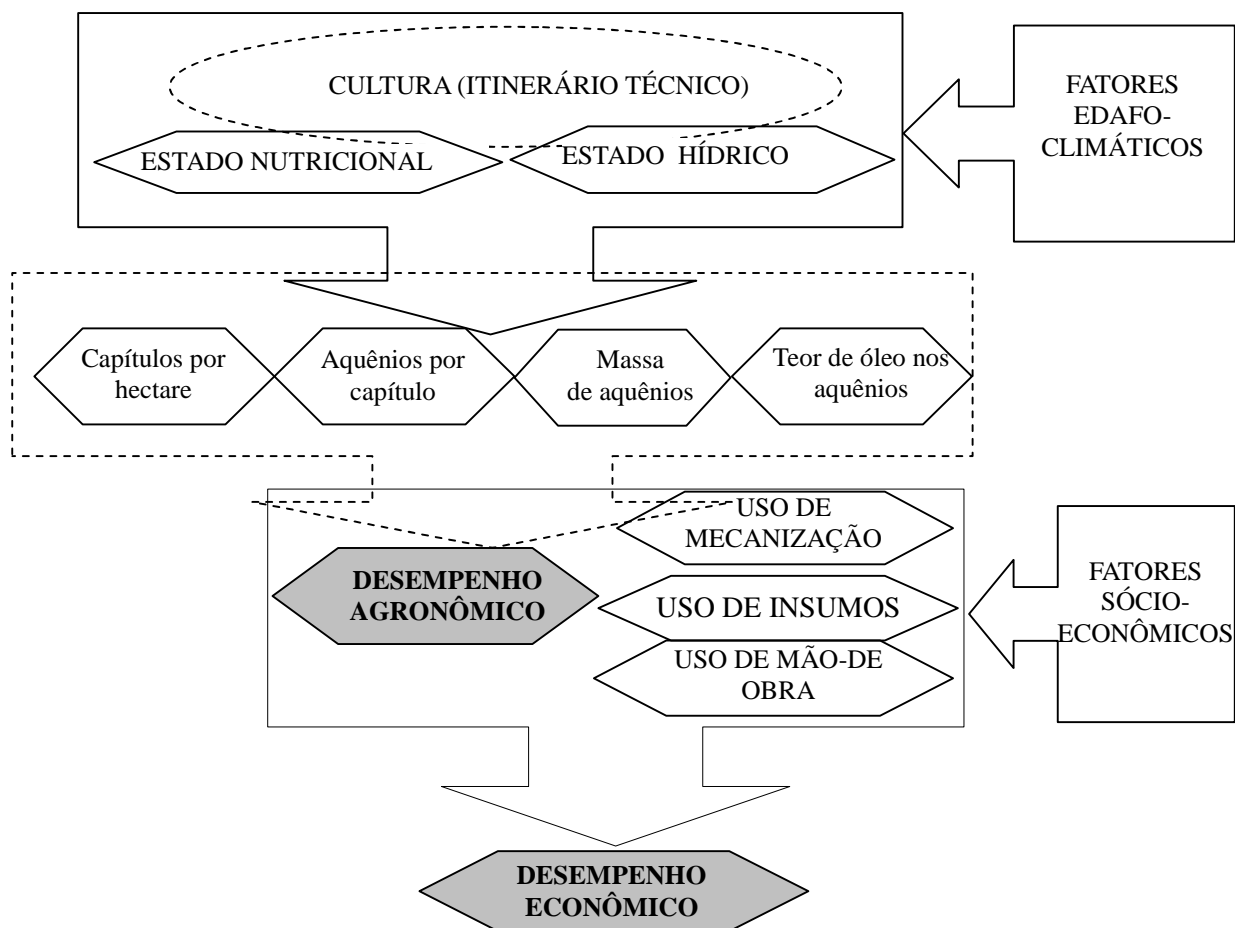 CULTURA (ITINERÁRIO TÉCNICO)
ESTADO NUTRICIONAL
ESTADO HÍDRICO
FATORES
EDAFO-
CLIMÁTICOS
Capítulos por
hectare
Aquênios por
capítulo
Massa
de aquênios
Teor de óleo nos
aquênios
USO DE
MECANIZAÇÃO
DESEMPENHO
AGRONÔMICO
USO DE INSUMOS
USO DE MÃO-DE
OBRA
FATORES
SÓCIO-
ECONÔMICOS
DESEMPENHO
ECONÔMICO